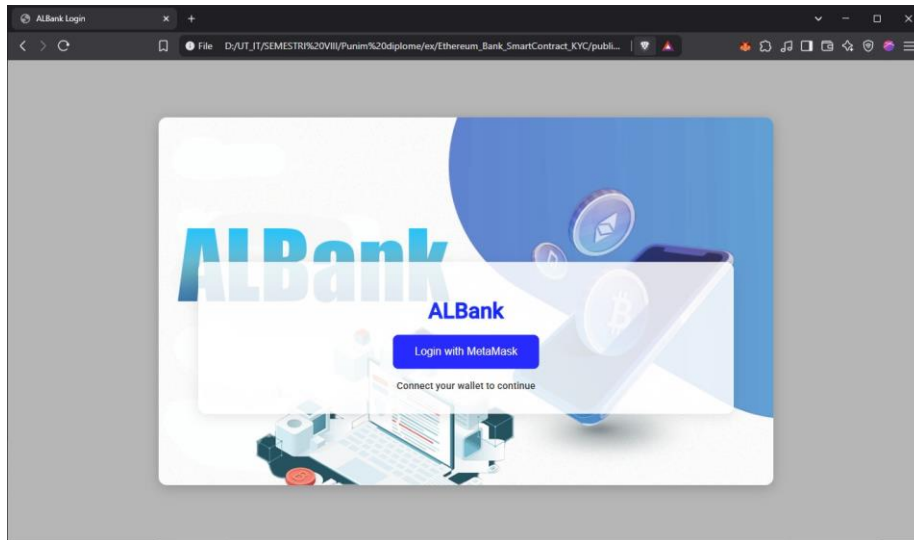 ALBank Login
File D:/UT_IT/SEMESTRI%20VIII/Punim%20diplome/ex/Ethereum_Bank_SmartContract_KYC/publi...
ALBank
ALBank
Login with MetaMask
Connect your wallet to continue